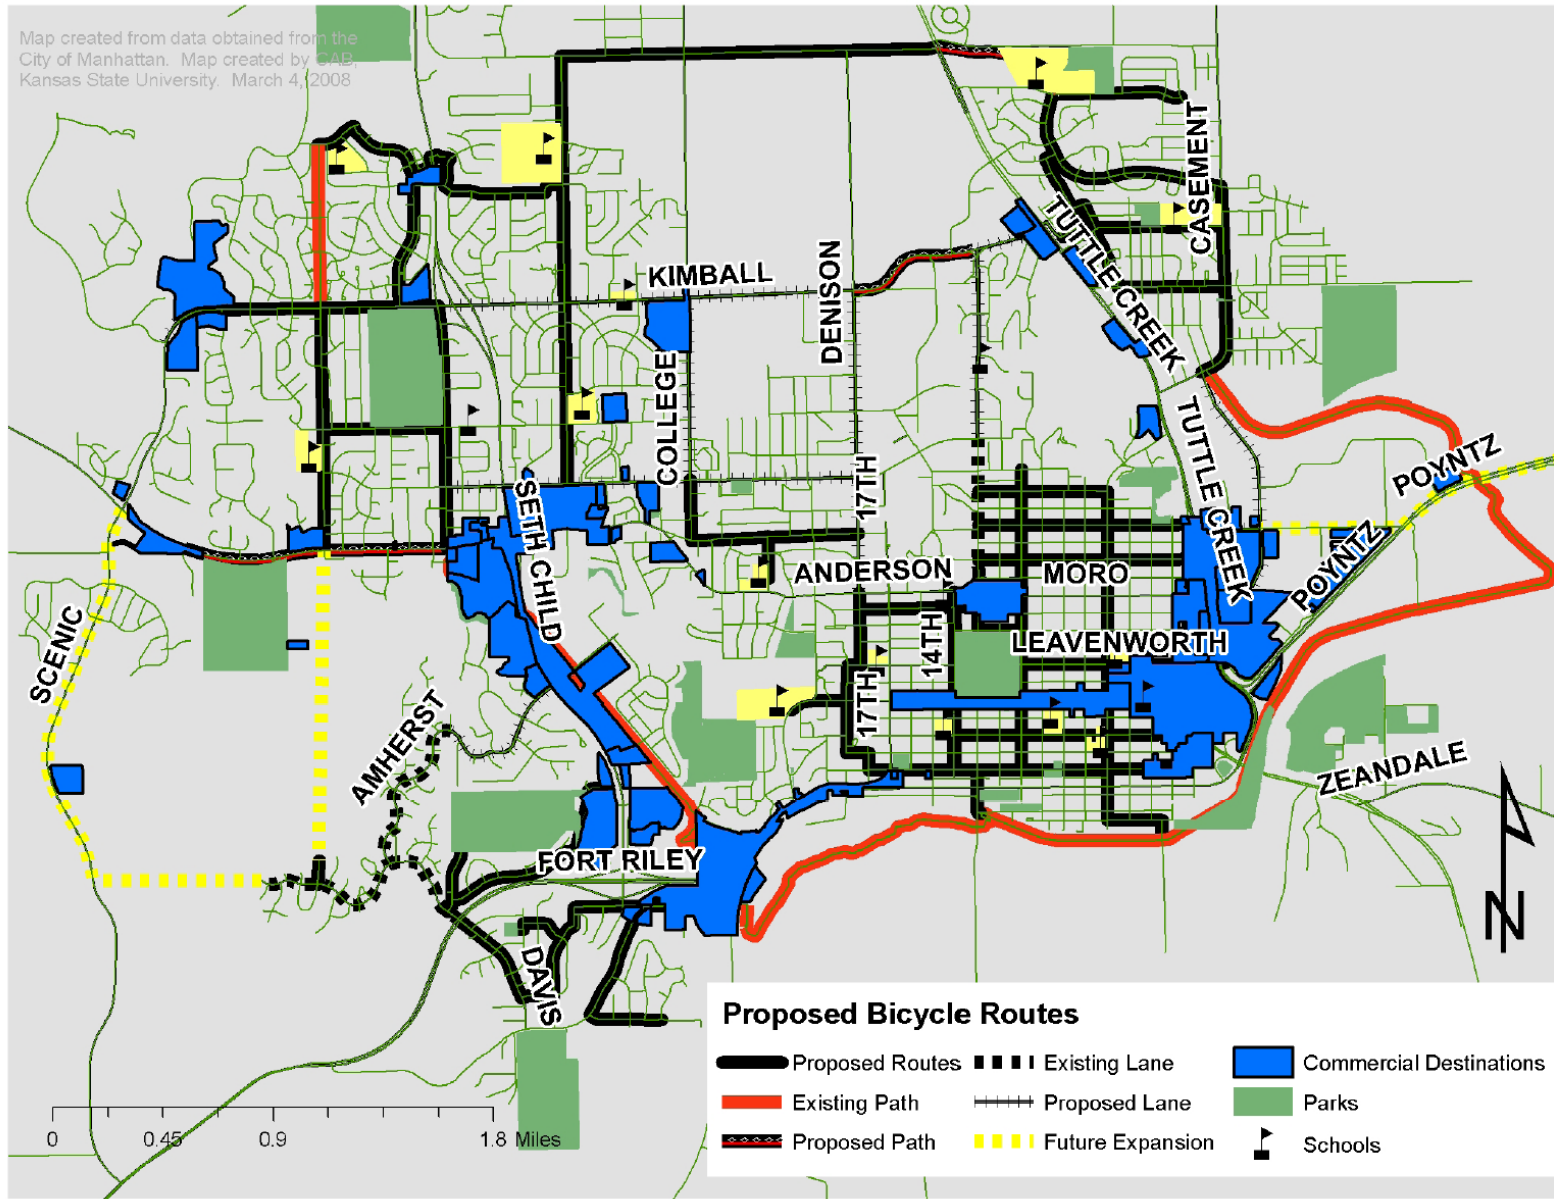 Map created from data obtained from the
City of Manhattan. Map created by GAB,
Kansas State University. March 4, 2008
CASEMENT
TUTTLE CREEK
KIMBALL
DENISON
COLLEGE
TUTTLE CREEK
POYNTZ
17TH
SETH CHILD
POYNTZ
ANDERSON
MORO
LEAVENWORTH
14TH
SCENIC
17TH
AMHERST
ZEANDALE
FORT RILEY
DAVIS
N
Proposed Bicycle Routes
Proposed Routes
Existing Lane
Commercial Destinations
Existing Path
Proposed Lane
Parks
Proposed Path
Future Expansion
Schools
0 0.45 0.9 1.8 Miles